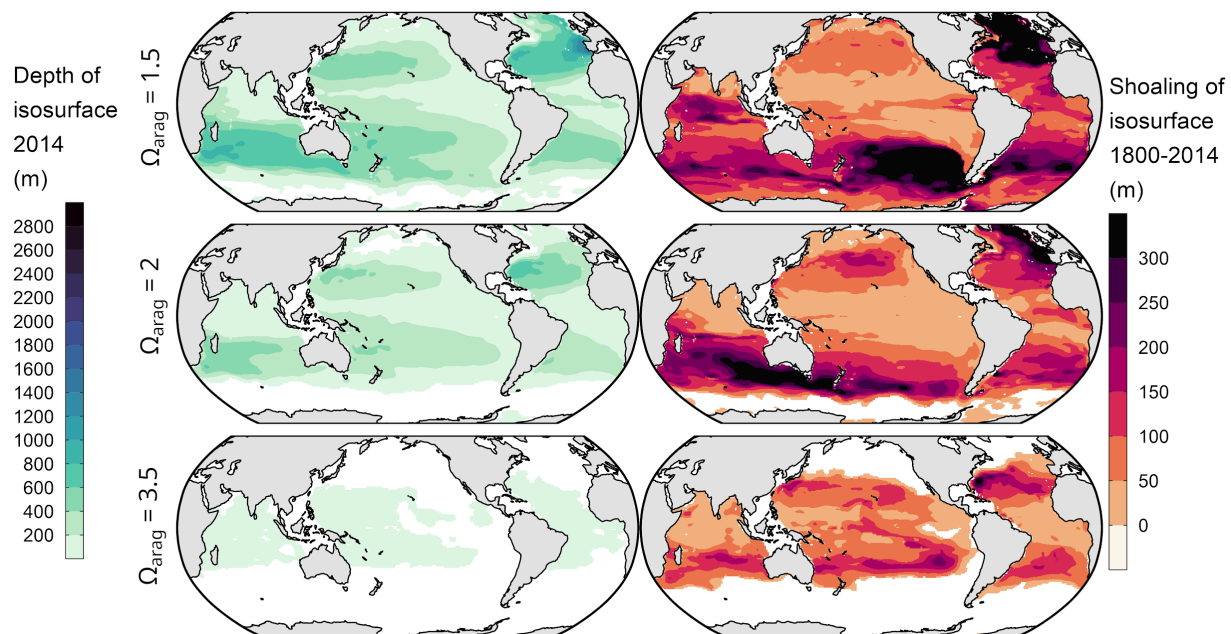 Depth of
isosurface
2014
(m)
2800
2600
2400
2200
2000
1800
1600
1400
1200
1000
800
600
400
200
Ωarag = 1.5
Ωarag = 2
Ωarag = 3.5
Shoaling of
isosurface
1800-2014
(m)
300
250
200
150
100
50
0